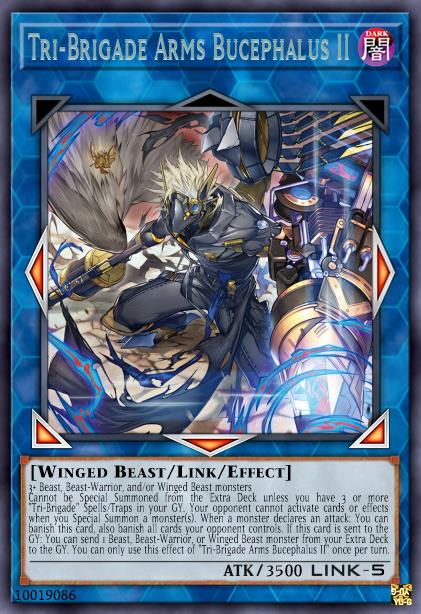 TRI-BRIGADE ARMS BUCEPHALUS II
DARK
闇
[WINGED BEAST/LINK/EFFECT]
3+ Beast, Beast-Warrior, and/or Winged Beast monsters
Cannot be Special Summoned from the Extra Deck unless you have 3 or more
"Tri-Brigade" Spells/Traps in your GY. Your opponent cannot activate cards or effects
when you Special Summon a monster(s). When a monster declares an attack: You can
banish this card, also banish all cards your opponent controls. If this card is sent to the
GY: You can send 1 Beast, Beast-Warrior, or Winged Beast monster from your Extra Deck
to the GY. You can only use this effect of "Tri-Brigade Arms Bucephalus II" once per turn.
ATK/3500 LINK-5
10019086